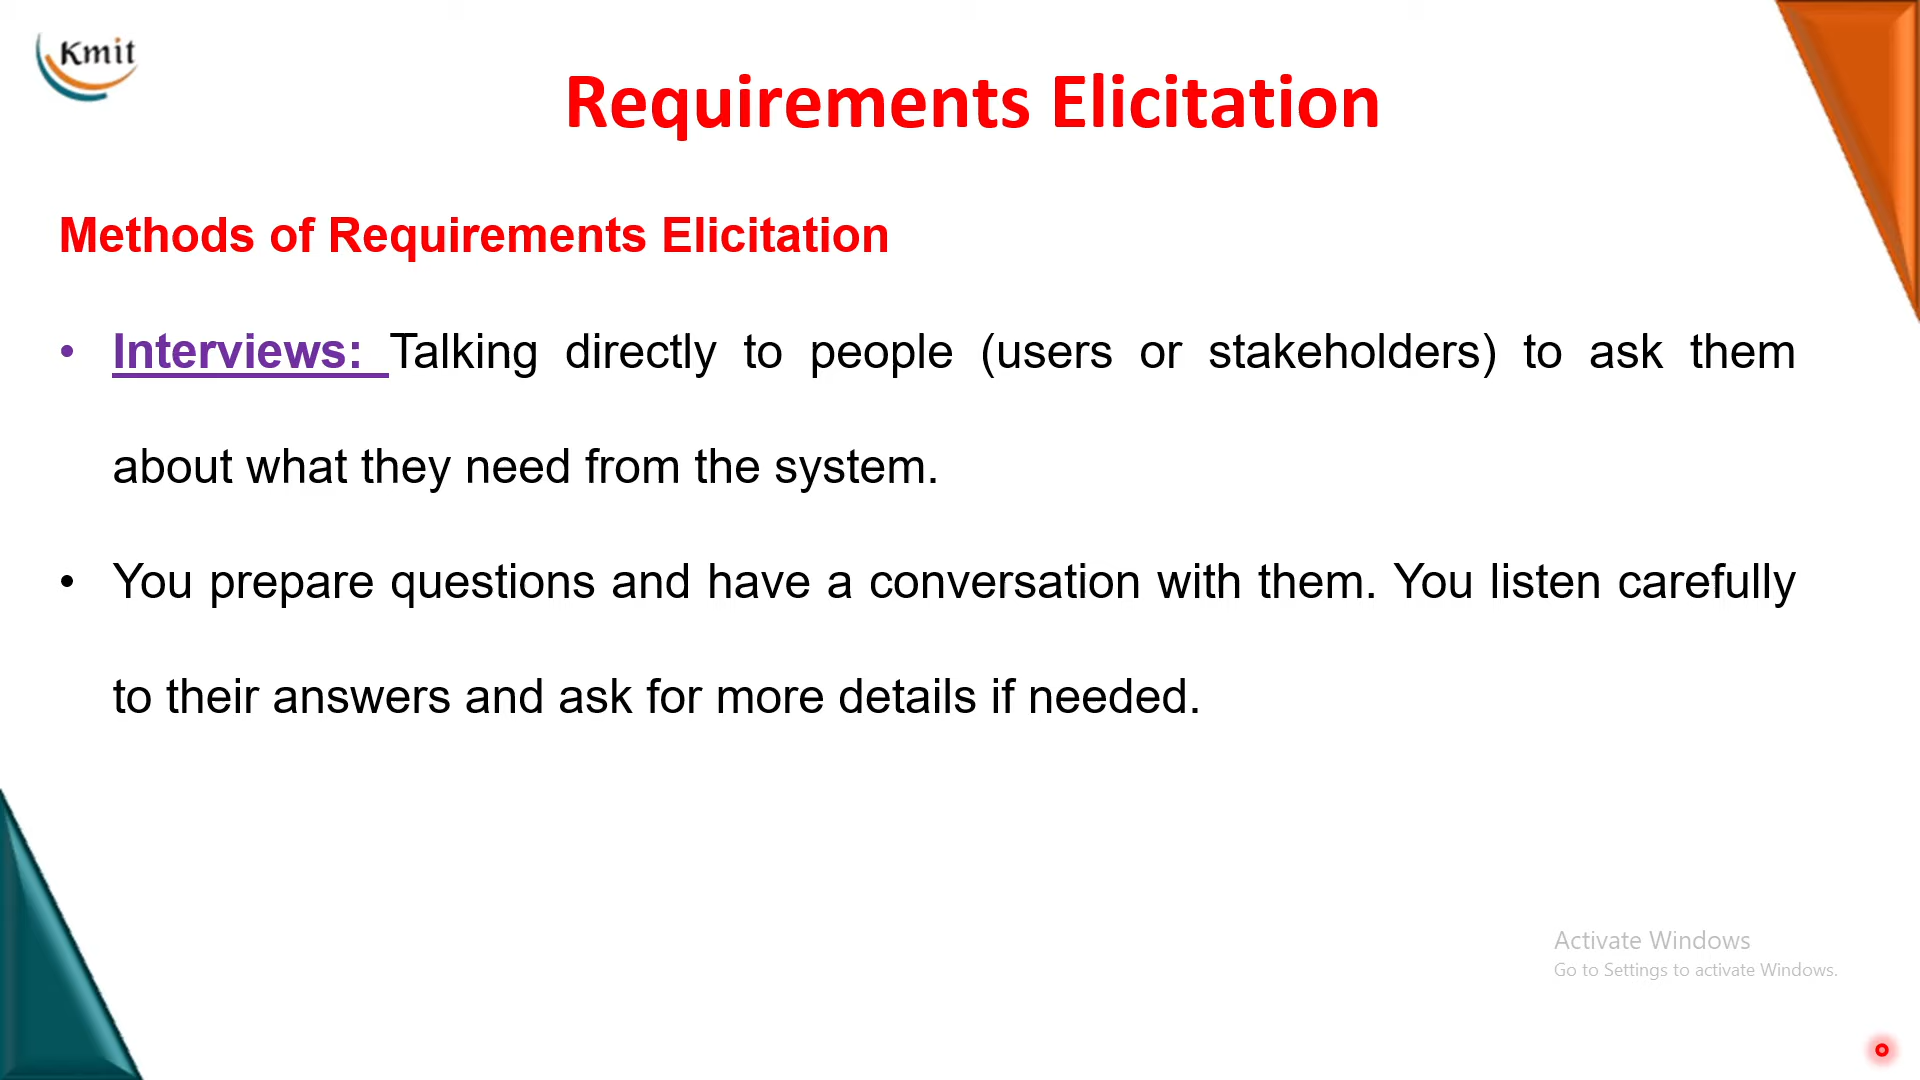 Kmit
Requirements Elicitation
Methods of Requirements Elicitation
• Interviews: Talking directly to people (users or stakeholders) to ask them
about what they need from the system.
• You prepare questions and have a conversation with them. You listen carefully
to their answers and ask for more details if needed.
Activate Windows
Go to Settings to activate Windows.